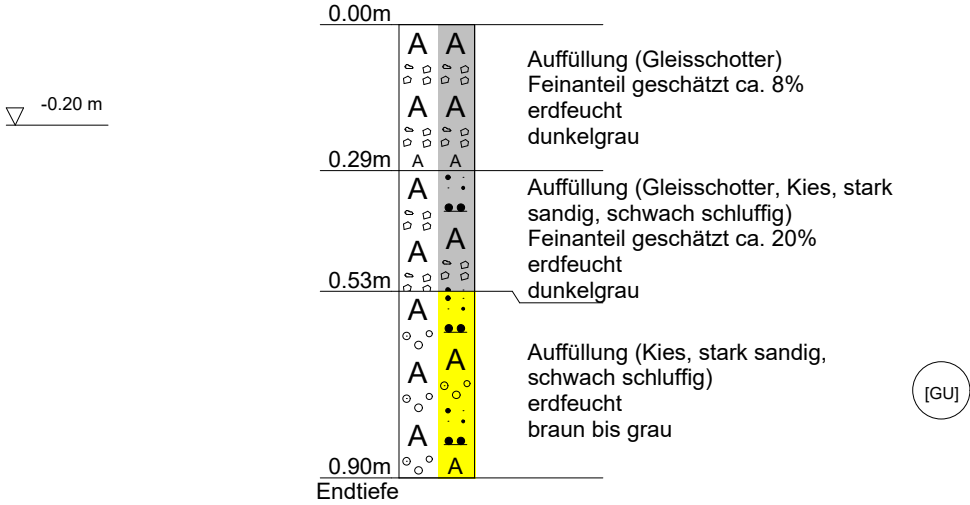 0.00m
A A
Auffüllung (Gleisschotter)
Feinanteil geschätzt ca. 8%
erdfeucht
dunkelgrau
-0.20 m
A A
A A
0.29m
A
Auffüllung (Gleisschotter, Kies, stark
sandig, schwach schluffig)
Feinanteil geschätzt ca. 20%
erdfeucht
dunkelgrau
A
A
0.53m
A
Auffüllung (Kies, stark sandig,
schwach schluffig)
erdfeucht
braun bis grau
[GU]
A
A
A
A
0.90m
Endtiefe